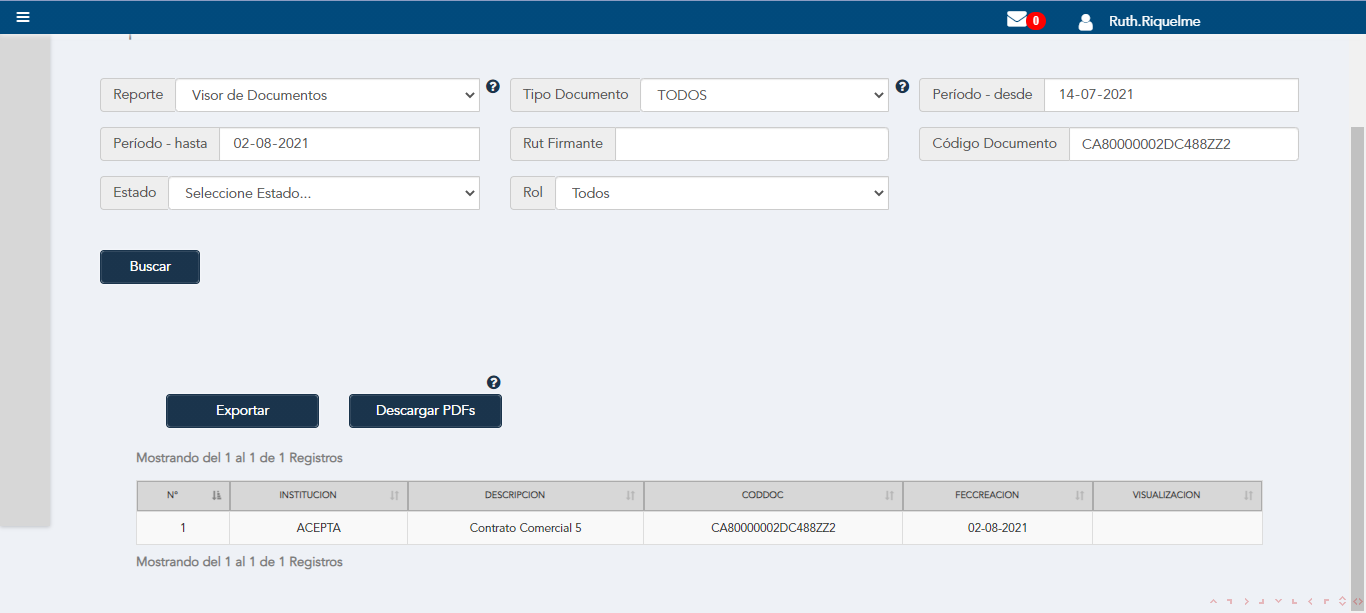 0 Ruth.Riquelme
Reporte Visor de Documentos Tipo Documento TODOS Período - desde 14-07-2021
Período - hasta 02-08-2021 Rut Firmante Código Documento CA80000002DC488ZZ2
Estado Seleccione Estado... Rol Todos
Buscar
Exportar Descargar PDFs
Mostrando del 1 al 1 de 1 Registros
N° INSTITUCION DESCRIPCION CODDOC FECCREACION VISUALIZACION
1 ACEPTA Contrato Comercial 5 CA80000002DC488ZZ2 02-08-2021
Mostrando del 1 al 1 de 1 Registros